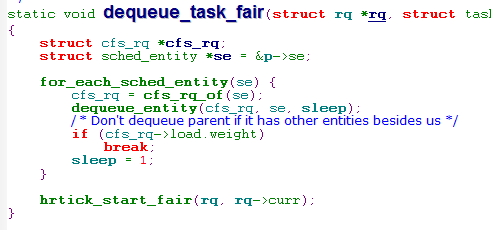 static void dequeue_task_fair(struct rq *rq, struct tas
{
    struct cfs_rq *cfs_rq;
    struct sched_entity *se = &p->se;

    for_each_sched_entity(se) {
        cfs_rq = cfs_rq_of(se);
        dequeue_entity(cfs_rq, se, sleep);
        /* Don't dequeue parent if it has other entities besides us */
        if (cfs_rq->load.weight)
            break;
        sleep = 1;
    }

    hrtick_start_fair(rq, rq->curr);
}